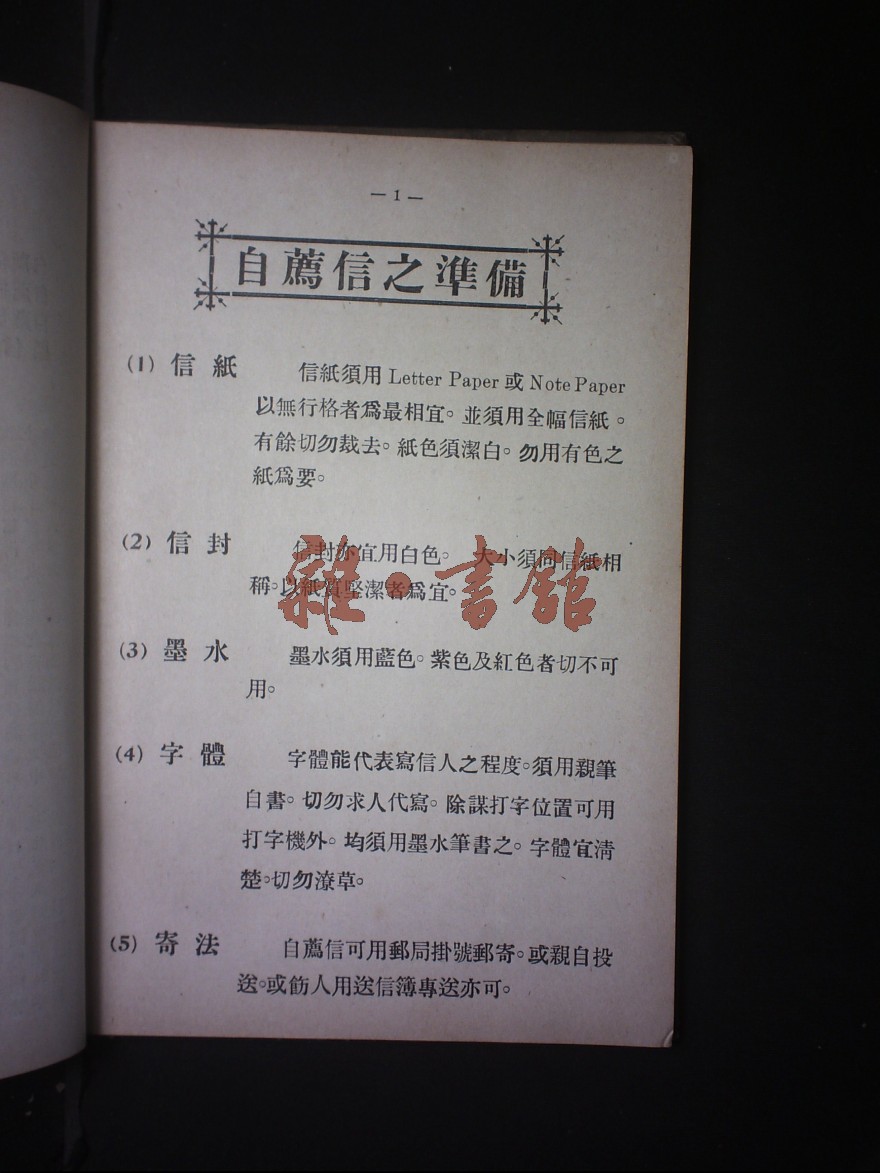 — 1 —
自薦信之準備
(1) 信紙 信紙須用 Letter Paper 或 Note Paper
以無行格者爲最相宜。並須用全幅信紙。
有餘切勿裁去。紙色須潔白。勿用有色之
紙爲要。
(2) 信封 信封亦宜用白色。 大小須同信紙相
稱。以紙質堅潔者爲宜。
雜·書館
(3) 墨水 墨水須用藍色。紫色及紅色者切不可
用。
(4) 字體 字體能代表寫信人之程度。須用親筆
自書。切勿求人代寫。除謀打字位置可用
打字機外。均須用墨水筆書之。字體宜清
楚。切勿潦草。
(5) 寄法 自薦信可用郵局掛號郵寄。或親自投
送。或飭人用送信簿專送亦可。